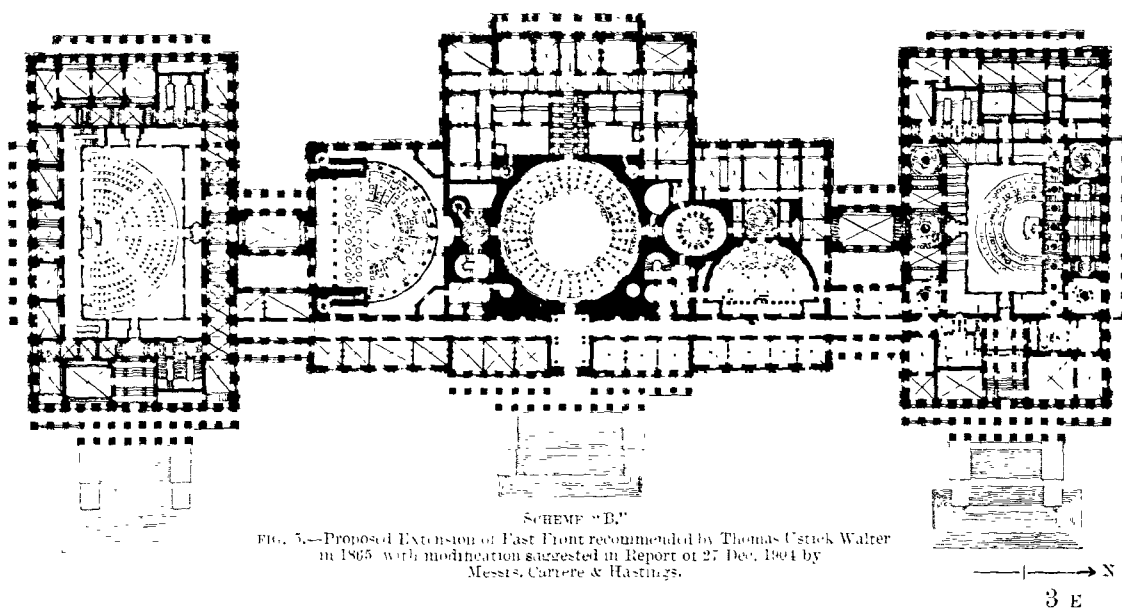 SCHEME "B."
FIG. 5.—Proposed Extension of East Front recommended by Thomas Ustick Walter
in 1865 with modification suggested in Report of 27 Dec. 1904 by
Messrs. Carrere & Hastings.
N
3 E